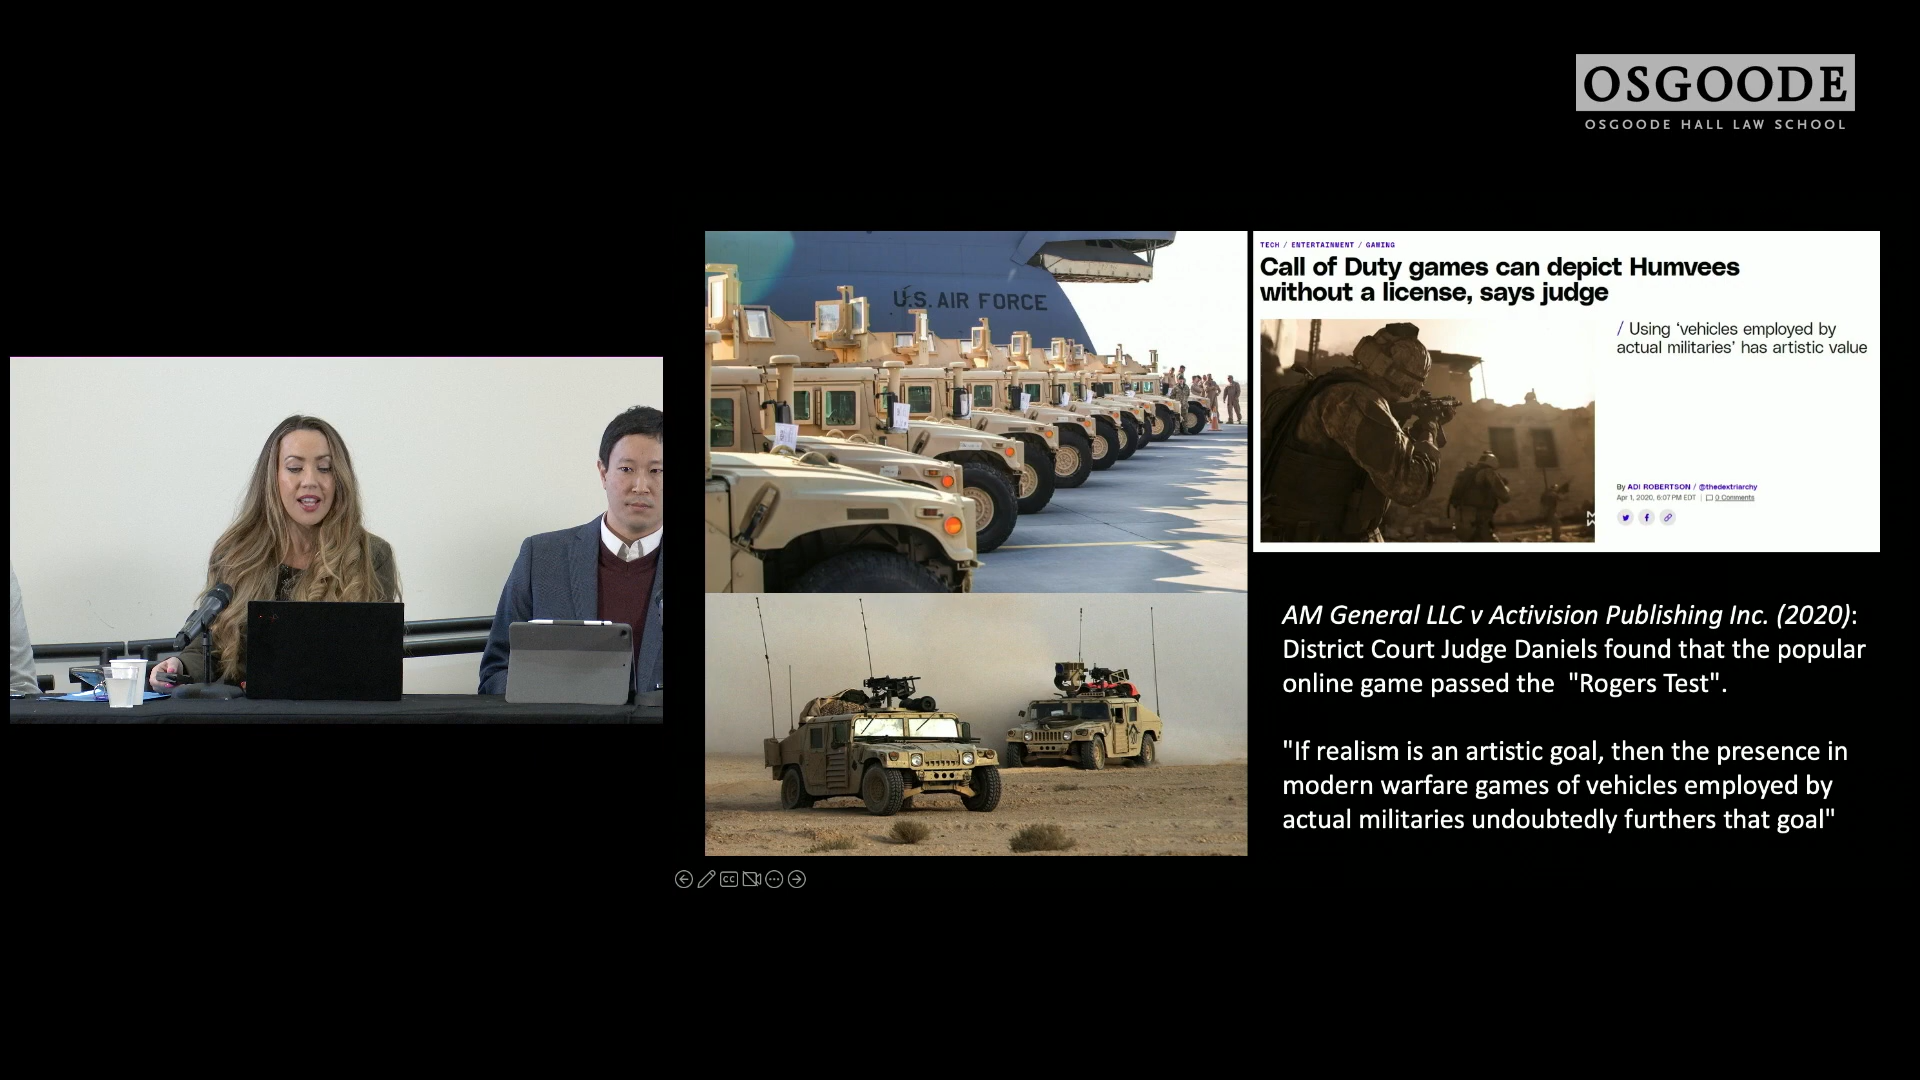 OSGOODE
OSGOODE HALL LAW SCHOOL
U.S. AIR FORCE
TECH / ENTERTAINMENT / GAMING
Call of Duty games can depict Humvees
without a license, says judge
/ Using ‘vehicles employed by
actual militaries’ has artistic value
By ADI ROBERTSON / @thedextriarchy
Apr 1, 2020, 6:07 PM EDT | 0 Comments
AM General LLC v Activision Publishing Inc. (2020):
District Court Judge Daniels found that the popular
online game passed the "Rogers Test".
"If realism is an artistic goal, then the presence in
modern warfare games of vehicles employed by
actual militaries undoubtedly furthers that goal"
CC